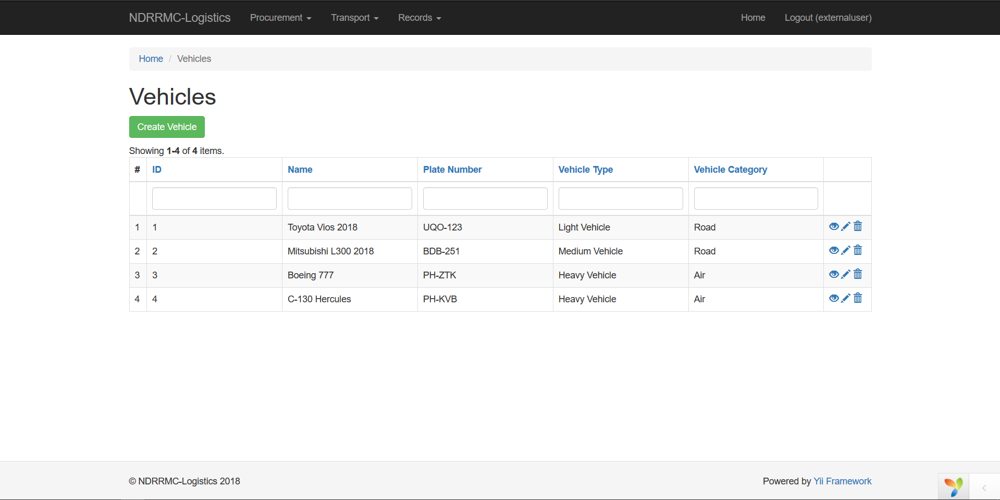 NDRRMC-Logistics Procurement Transport Records Home Logout (externaluser)
Home / Vehicles
Vehicles
Create Vehicle
Showing 1-4 of 4 items.
# ID Name Plate Number Vehicle Type Vehicle Category
1 1 Toyota Vios 2018 UQO-123 Light Vehicle Road
2 2 Mitsubishi L300 2018 BDB-251 Medium Vehicle Road
3 3 Boeing 777 PH-ZTK Heavy Vehicle Air
4 4 C-130 Hercules PH-KVB Heavy Vehicle Air
© NDRRMC-Logistics 2018 Powered by Yii Framework